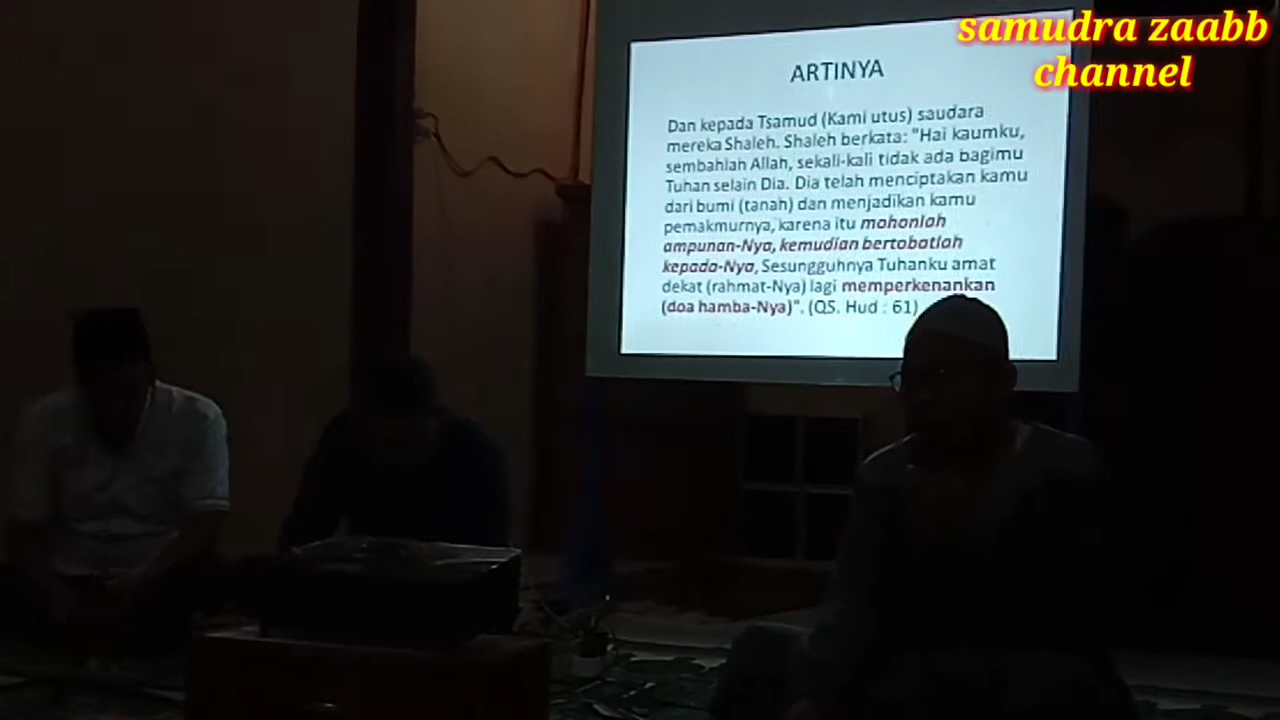 samudra zaabb
channel
ARTINYA
Dan kepada Tsamud (Kami utus) saudara
mereka Shaleh. Shaleh berkata: "Hai kaumku,
sembahlah Allah, sekali-kali tidak ada bagimu
Tuhan selain Dia. Dia telah menciptakan kamu
dari bumi (tanah) dan menjadikan kamu
pemakmurnya, karena itu mohonlah
ampunan-Nya, kemudian bertobatlah
kepada-Nya, Sesungguhnya Tuhanku amat
dekat (rahmat-Nya) lagi memperkenankan
(doa hamba-Nya)". (QS. Hud : 61)